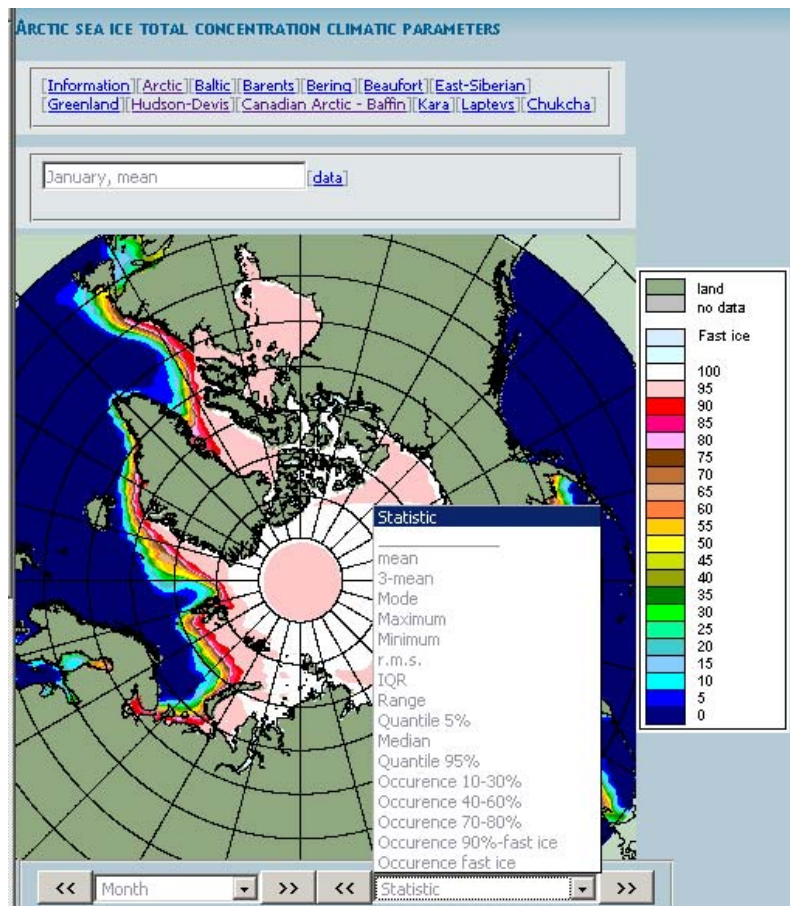 ARCTIC SEA ICE TOTAL CONCENTRATION CLIMATIC PARAMETERS
[Information][Arctic][Baltic][Barents][Bering][Beaufort][East-Siberian]
[Greenland][Hudson-Devis][Canadian Arctic - Baffin][Kara][Laptevs][Chukcha]
January, mean [data]
land
no data
Fast ice
100
95
90
85
80
75
70
65
60
55
50
45
40
35
30
25
20
15
10
5
0
Statistic
mean
3-mean
Mode
Maximum
Minimum
r.m.s.
IQR
Range
Quantile 5%
Median
Quantile 95%
Occurence 10-30%
Occurence 40-60%
Occurence 70-80%
Occurence 90%-fast ice
Occurence fast ice
<< Month >> << Statistic >>